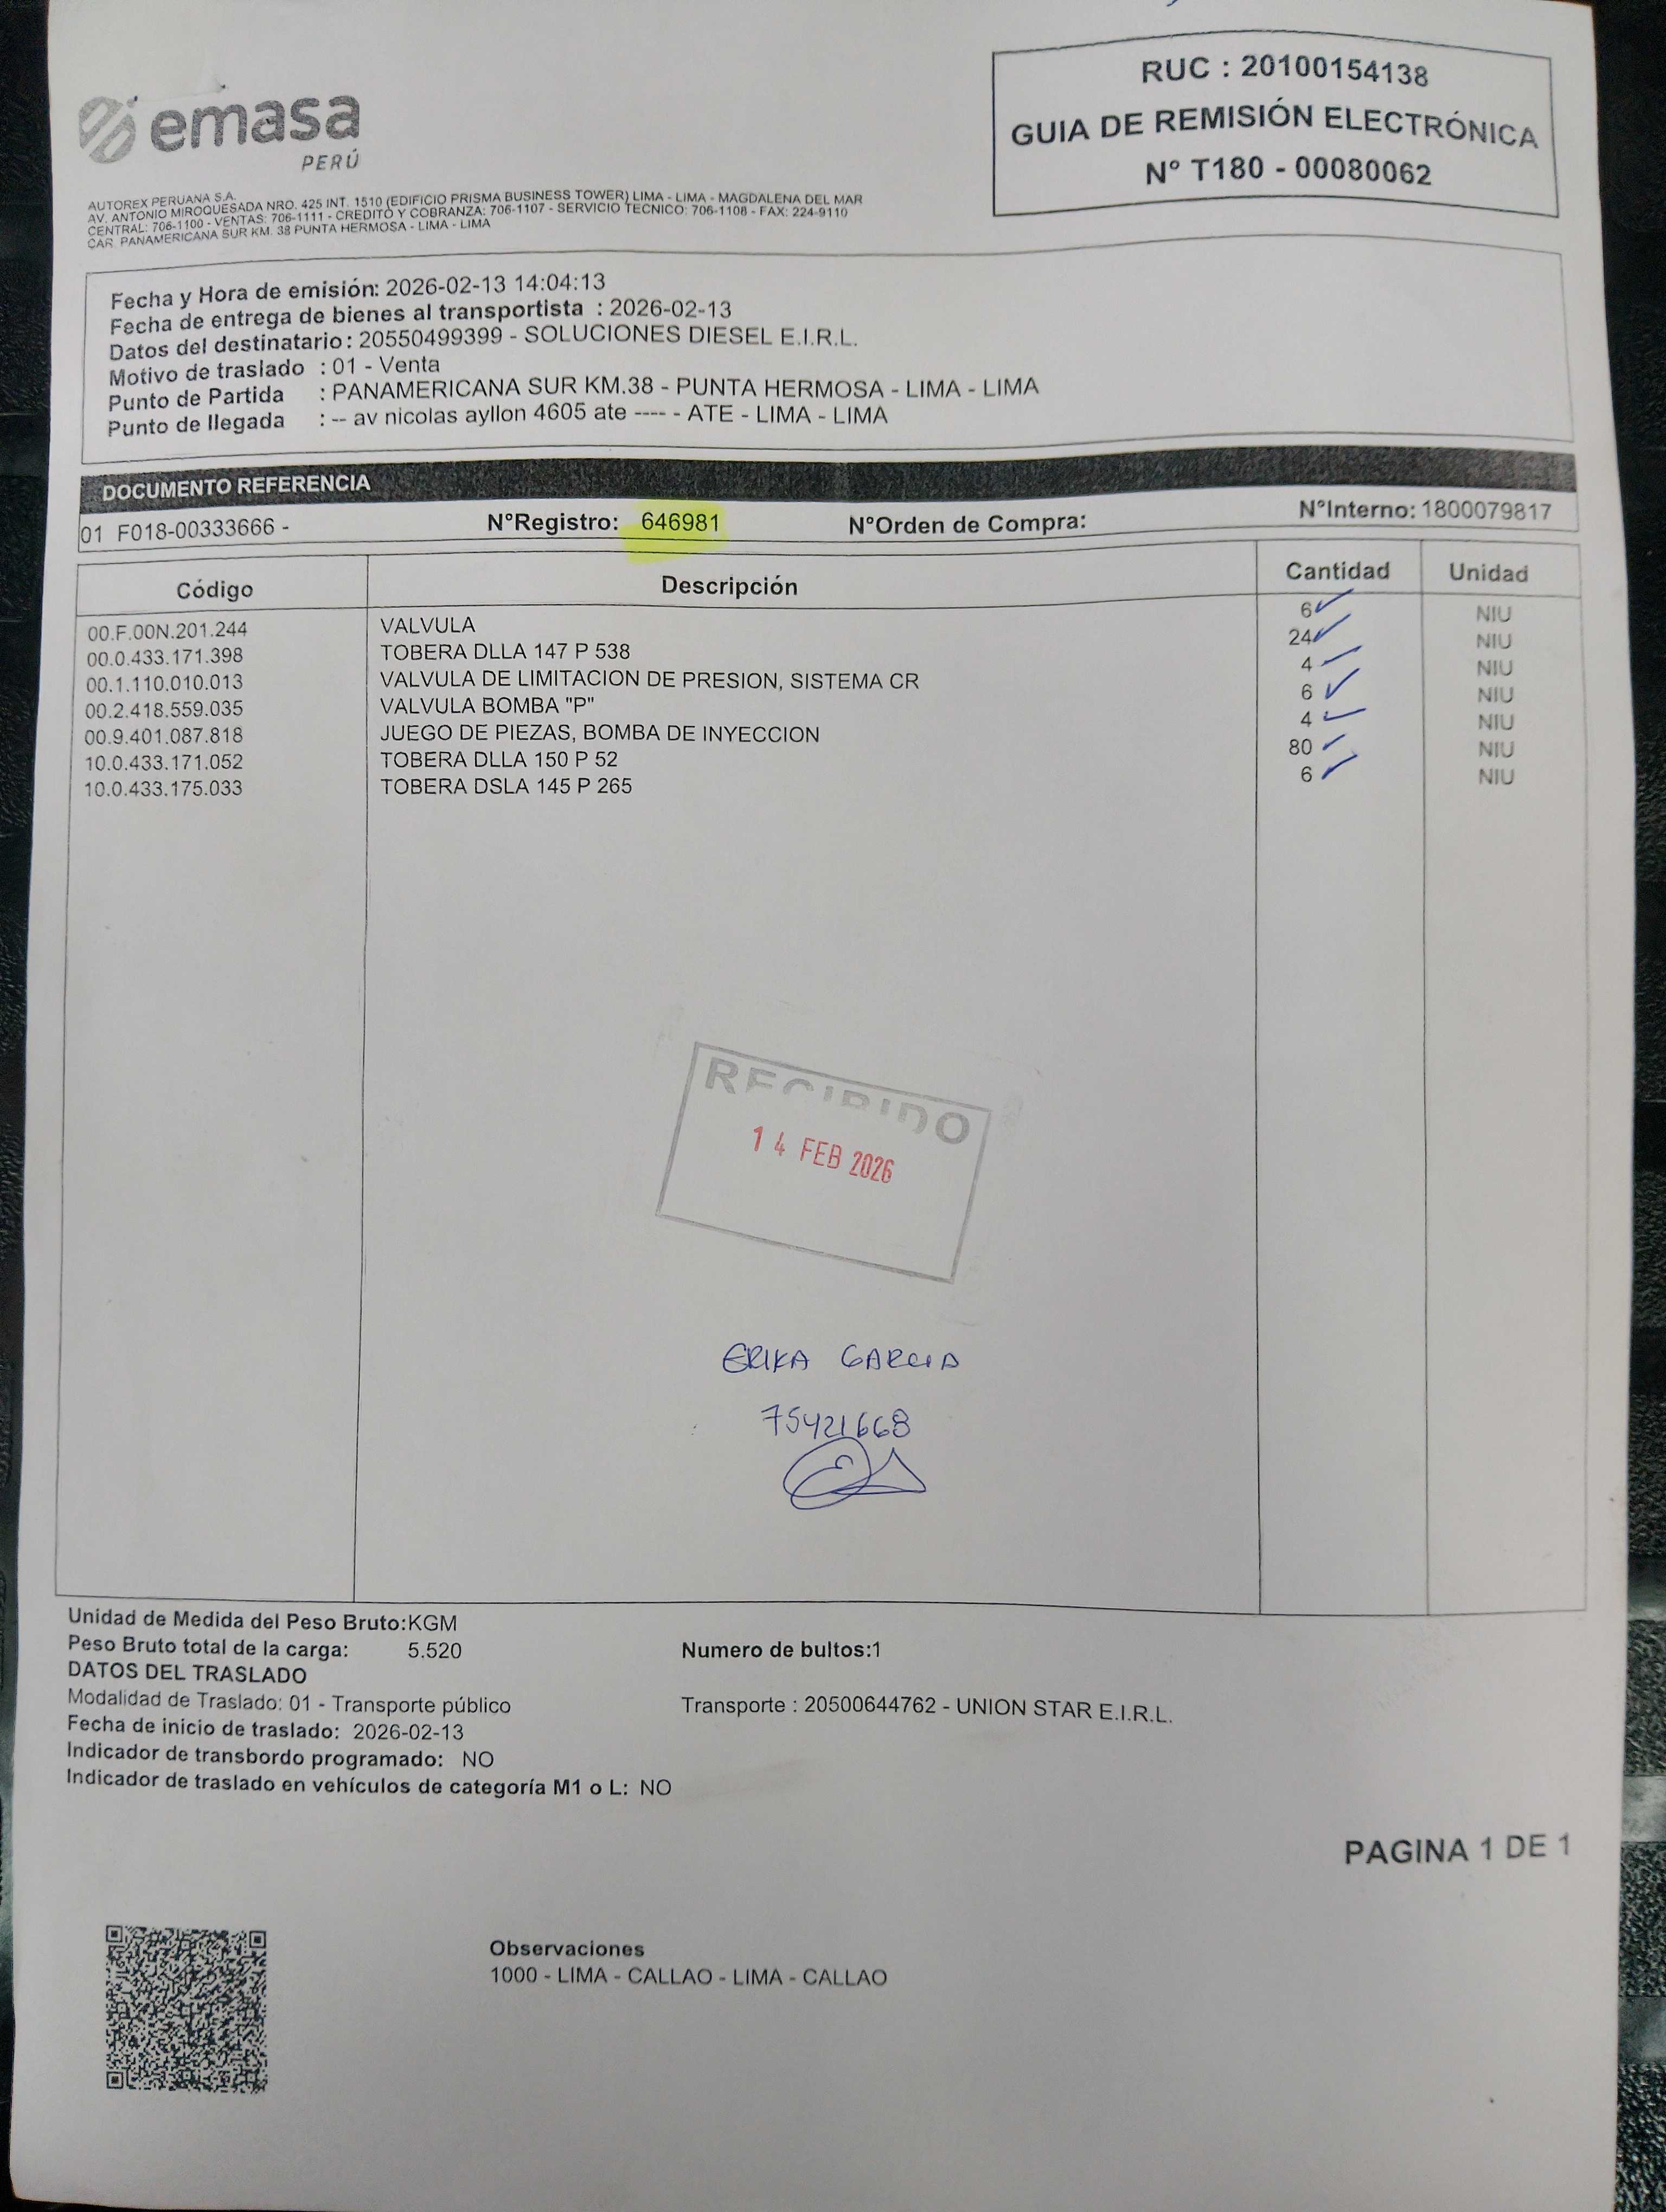 emasa
PERÚ
RUC : 20100154138
GUIA DE REMISIÓN ELECTRÓNICA
N° T180 - 00080062
AUTOREX PERUANA S.A.
AV. ANTONIO MIROQUESADA NRO. 425 INT. 1510 (EDIFICIO PRISMA BUSINESS TOWER) LIMA - LIMA - MAGDALENA DEL MAR
CENTRAL: 706-1100 - VENTAS: 706-1111 - CREDITO Y COBRANZA: 706-1107 - SERVICIO TECNICO: 706-1108 - FAX: 224-9110
CAR. PANAMERICANA SUR KM. 38 PUNTA HERMOSA - LIMA - LIMA
Fecha y Hora de emisión: 2026-02-13 14:04:13
Fecha de entrega de bienes al transportista : 2026-02-13
Datos del destinatario: 20550499399 - SOLUCIONES DIESEL E.I.R.L.
Motivo de traslado : 01 - Venta
Punto de Partida : PANAMERICANA SUR KM.38 - PUNTA HERMOSA - LIMA - LIMA
Punto de llegada : -- av nicolas ayllon 4605 ate ---- - ATE - LIMA - LIMA
DOCUMENTO REFERENCIA
01 F018-00333666 - N°Registro: 646981 N°Orden de Compra: N°Interno: 1800079817
Código Descripción Cantidad Unidad
00.F.00N.201.244 VALVULA 6 NIU
00.0.433.171.398 TOBERA DLLA 147 P 538 24 NIU
00.1.110.010.013 VALVULA DE LIMITACION DE PRESION, SISTEMA CR 4 NIU
00.2.418.559.035 VALVULA BOMBA "P" 6 NIU
00.9.401.087.818 JUEGO DE PIEZAS, BOMBA DE INYECCION 4 NIU
10.0.433.171.052 TOBERA DLLA 150 P 52 80 NIU
10.0.433.175.033 TOBERA DSLA 145 P 265 6 NIU
RECIBIDO
14 FEB 2026
ERIKA GARCIA
75421668
Unidad de Medida del Peso Bruto:KGM
Peso Bruto total de la carga: 5.520 Numero de bultos:1
DATOS DEL TRASLADO
Modalidad de Traslado: 01 - Transporte público Transporte : 20500644762 - UNION STAR E.I.R.L.
Fecha de inicio de traslado: 2026-02-13
Indicador de transbordo programado: NO
Indicador de traslado en vehículos de categoría M1 o L: NO
PAGINA 1 DE 1
Observaciones
1000 - LIMA - CALLAO - LIMA - CALLAO